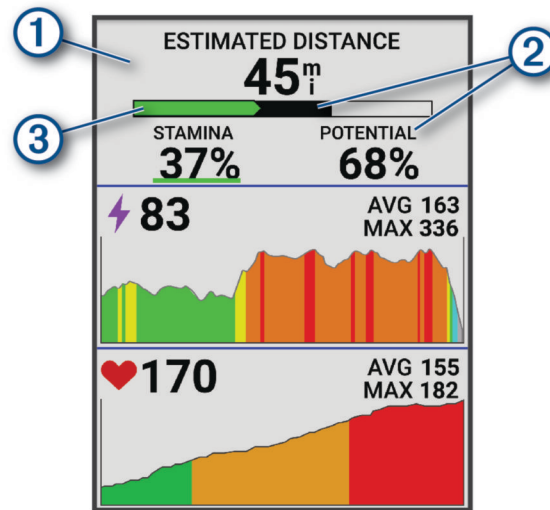 1
ESTIMATED DISTANCE
45 mi
2
3
STAMINA POTENTIAL
37% 68%
83 AVG 163
MAX 336
170 AVG 155
MAX 182